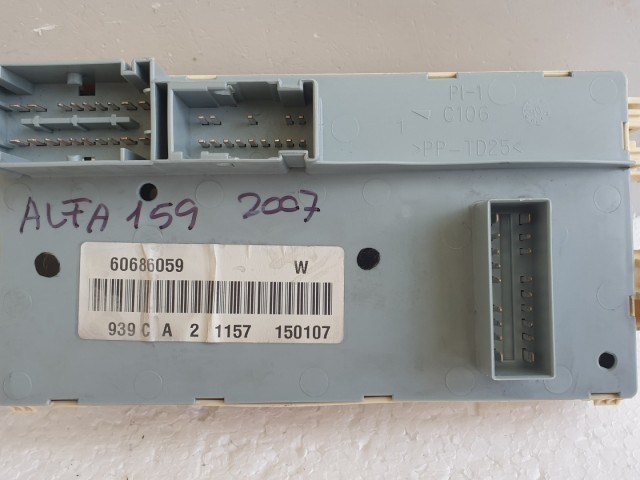 PI-1
C106
>PP-TD25<
ALFA 159 2007
60686059 W
939 C A 2 1157 150107